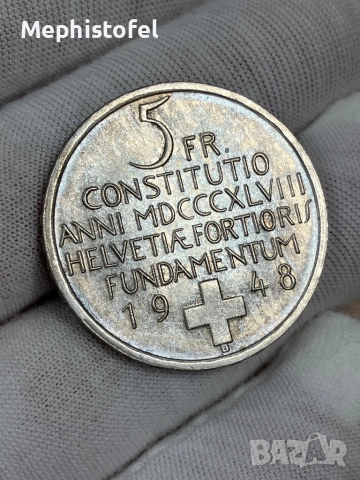 Mephistofel
5 FR.
CONSTITUTIO
ANNI MDCCCXLVIII
HELVETIÆ FORTIORIS
FUNDAMENTUM
1948
B
BAZAR